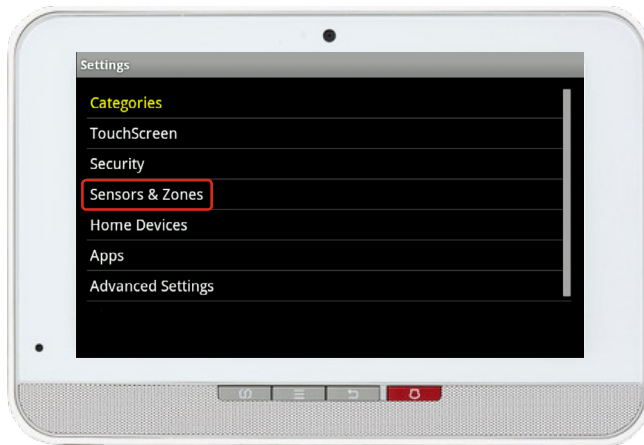 Settings
Categories
TouchScreen
Security
Sensors & Zones
Home Devices
Apps
Advanced Settings